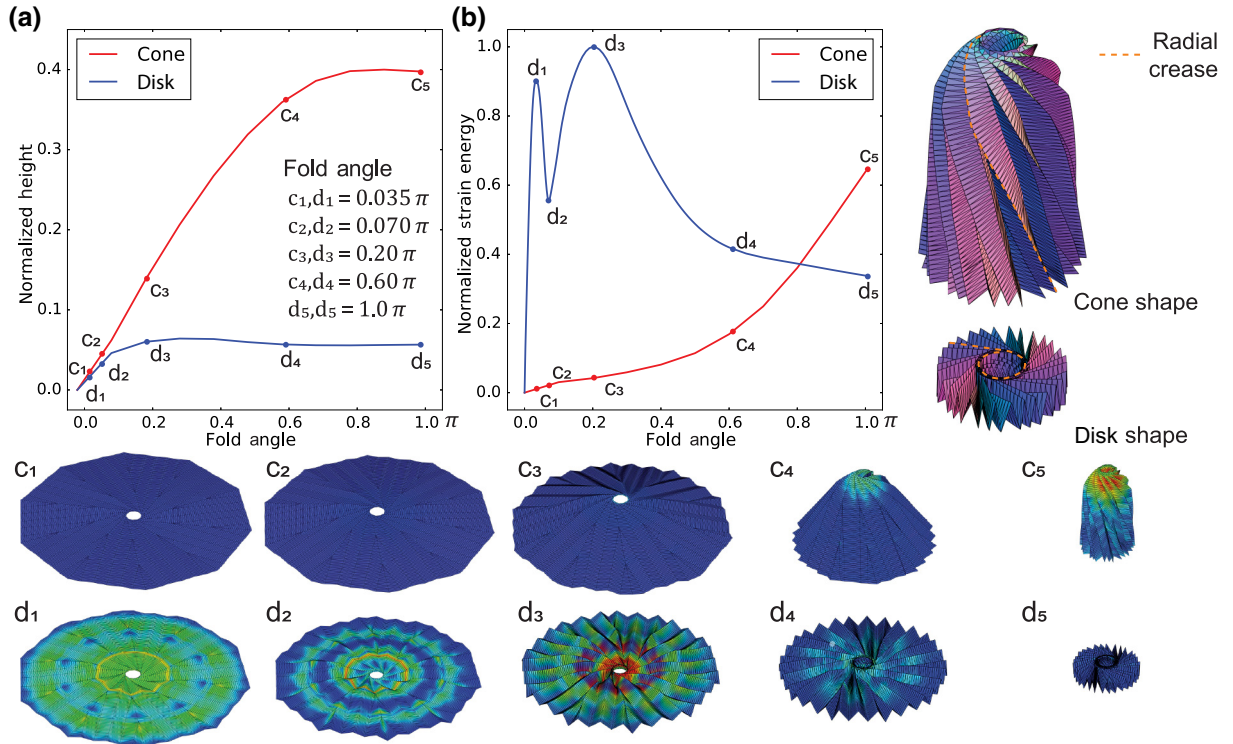 (a)
Cone
Disk
Normalized height
0.4
0.3
0.2
0.1
0.0
c₁
c₂
c₃
c₄
c₅
d₁
d₂
d₃
d₄
d₅
Fold angle
c₁,d₁ = 0.035 π
c₂,d₂ = 0.070 π
c₃,d₃ = 0.20 π
c₄,d₄ = 0.60 π
d₅,d₅ = 1.0 π
0.0 0.2 0.4 0.6 0.8 1.0 π
Fold angle
(b)
Cone
Disk
Normalized strain energy
1.0
0.8
0.6
0.4
0.2
0.0
d₁
d₂
d₃
d₄
d₅
c₁
c₂
c₃
c₄
c₅
0.0 0.2 0.4 0.6 0.8 1.0 π
Fold angle
Radial
crease
Cone shape
Disk shape
c₁ c₂ c₃ c₄ c₅
d₁ d₂ d₃ d₄ d₅